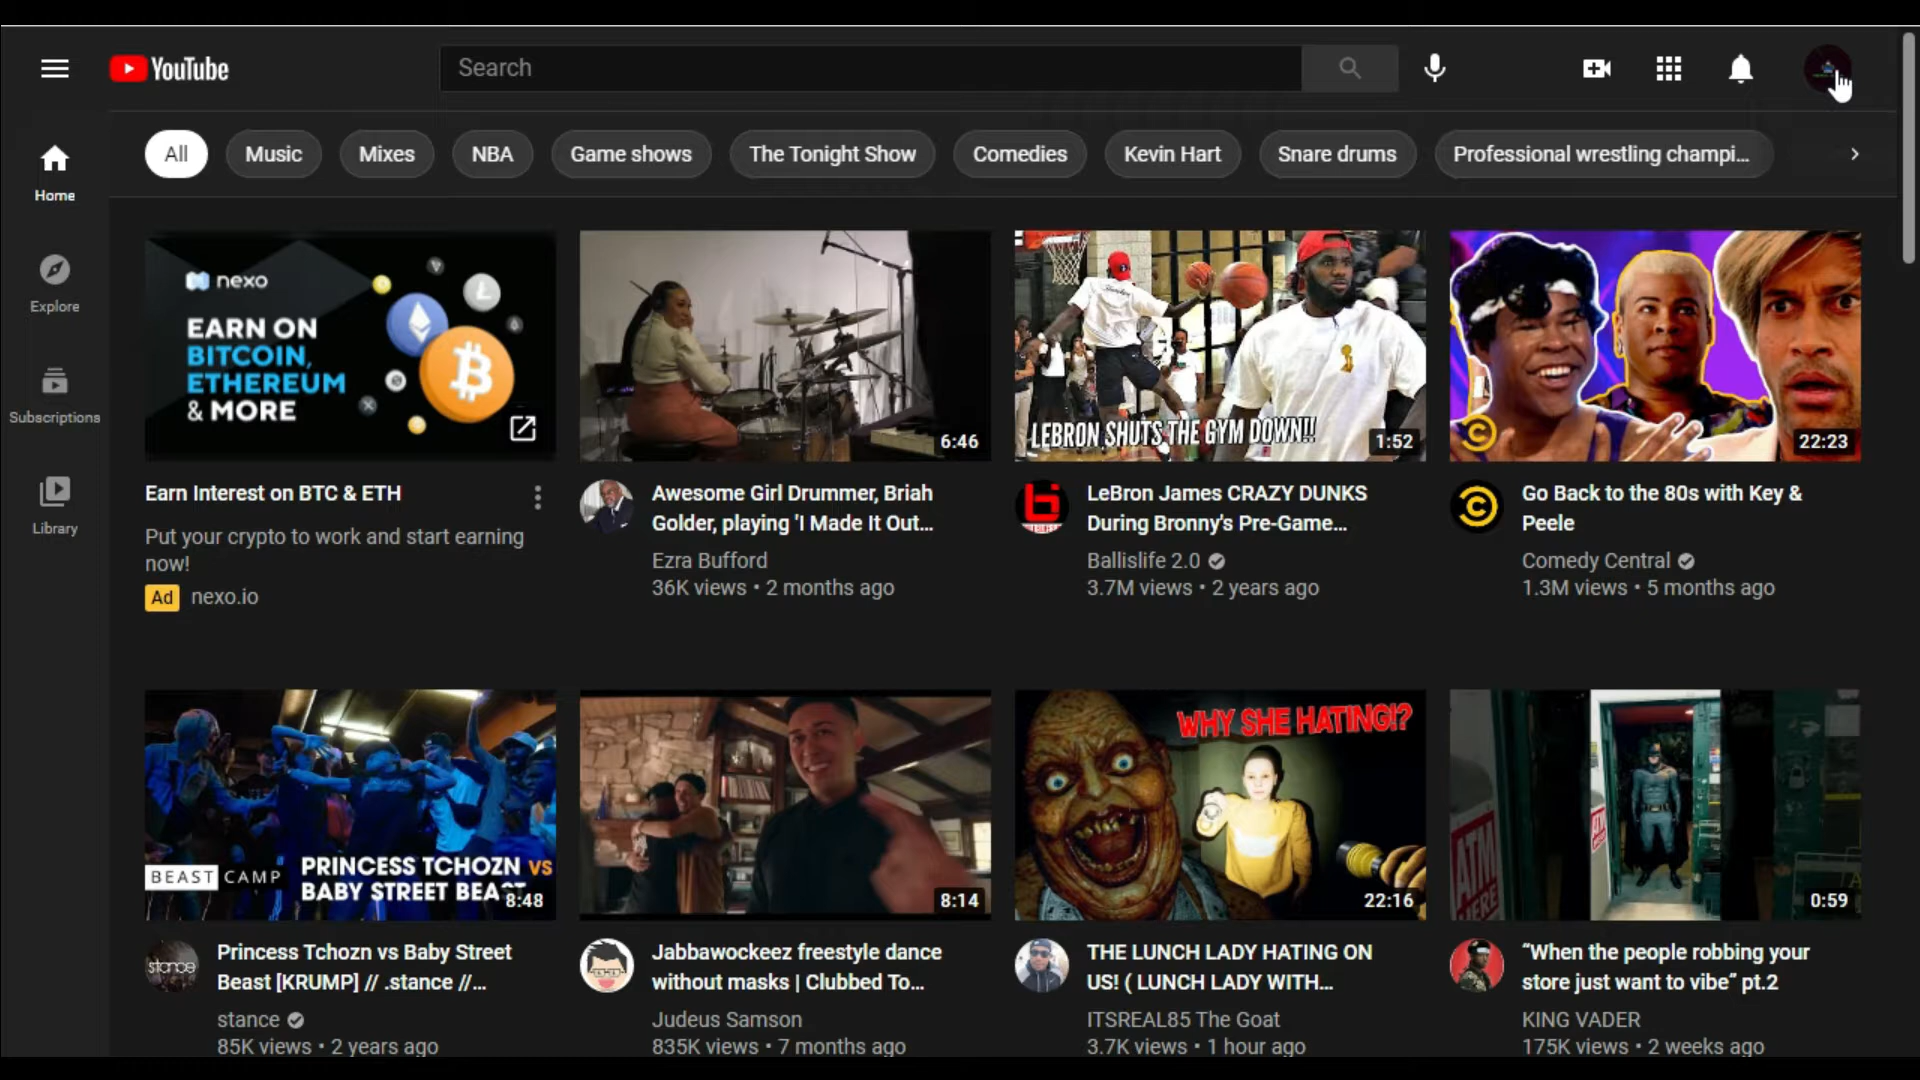 YouTube
Search
All
Music
Mixes
NBA
Game shows
The Tonight Show
Comedies
Kevin Hart
Snare drums
Professional wrestling champi...
Home
Explore
Subscriptions
Library
nexo
EARN ON
BITCOIN,
ETHEREUM
& MORE
6:46
LEBRON SHUTS THE GYM DOWN!!
1:52
22:23
Earn Interest on BTC & ETH
Put your crypto to work and start earning
now!
Ad nexo.io
Awesome Girl Drummer, Briah
Golder, playing 'I Made It Out...
Ezra Bufford
36K views • 2 months ago
LeBron James CRAZY DUNKS
During Bronny's Pre-Game...
Ballislife 2.0
3.7M views • 2 years ago
Go Back to the 80s with Key &
Peele
Comedy Central
1.3M views • 5 months ago
BEAST CAMP
PRINCESS TCHOZN VS
BABY STREET BEAST
8:48
8:14
WHY SHE HATING!?
22:16
ATM
HERE
0:59
stance
Princess Tchozn vs Baby Street
Beast [KRUMP] // .stance //...
stance
85K views • 2 years ago
Jabbawockeez freestyle dance
without masks | Clubbed To...
Judeus Samson
835K views • 7 months ago
THE LUNCH LADY HATING ON
US! ( LUNCH LADY WITH...
ITSREAL85 The Goat
3.7K views • 1 hour ago
“When the people robbing your
store just want to vibe” pt.2
KING VADER
175K views • 2 weeks ago